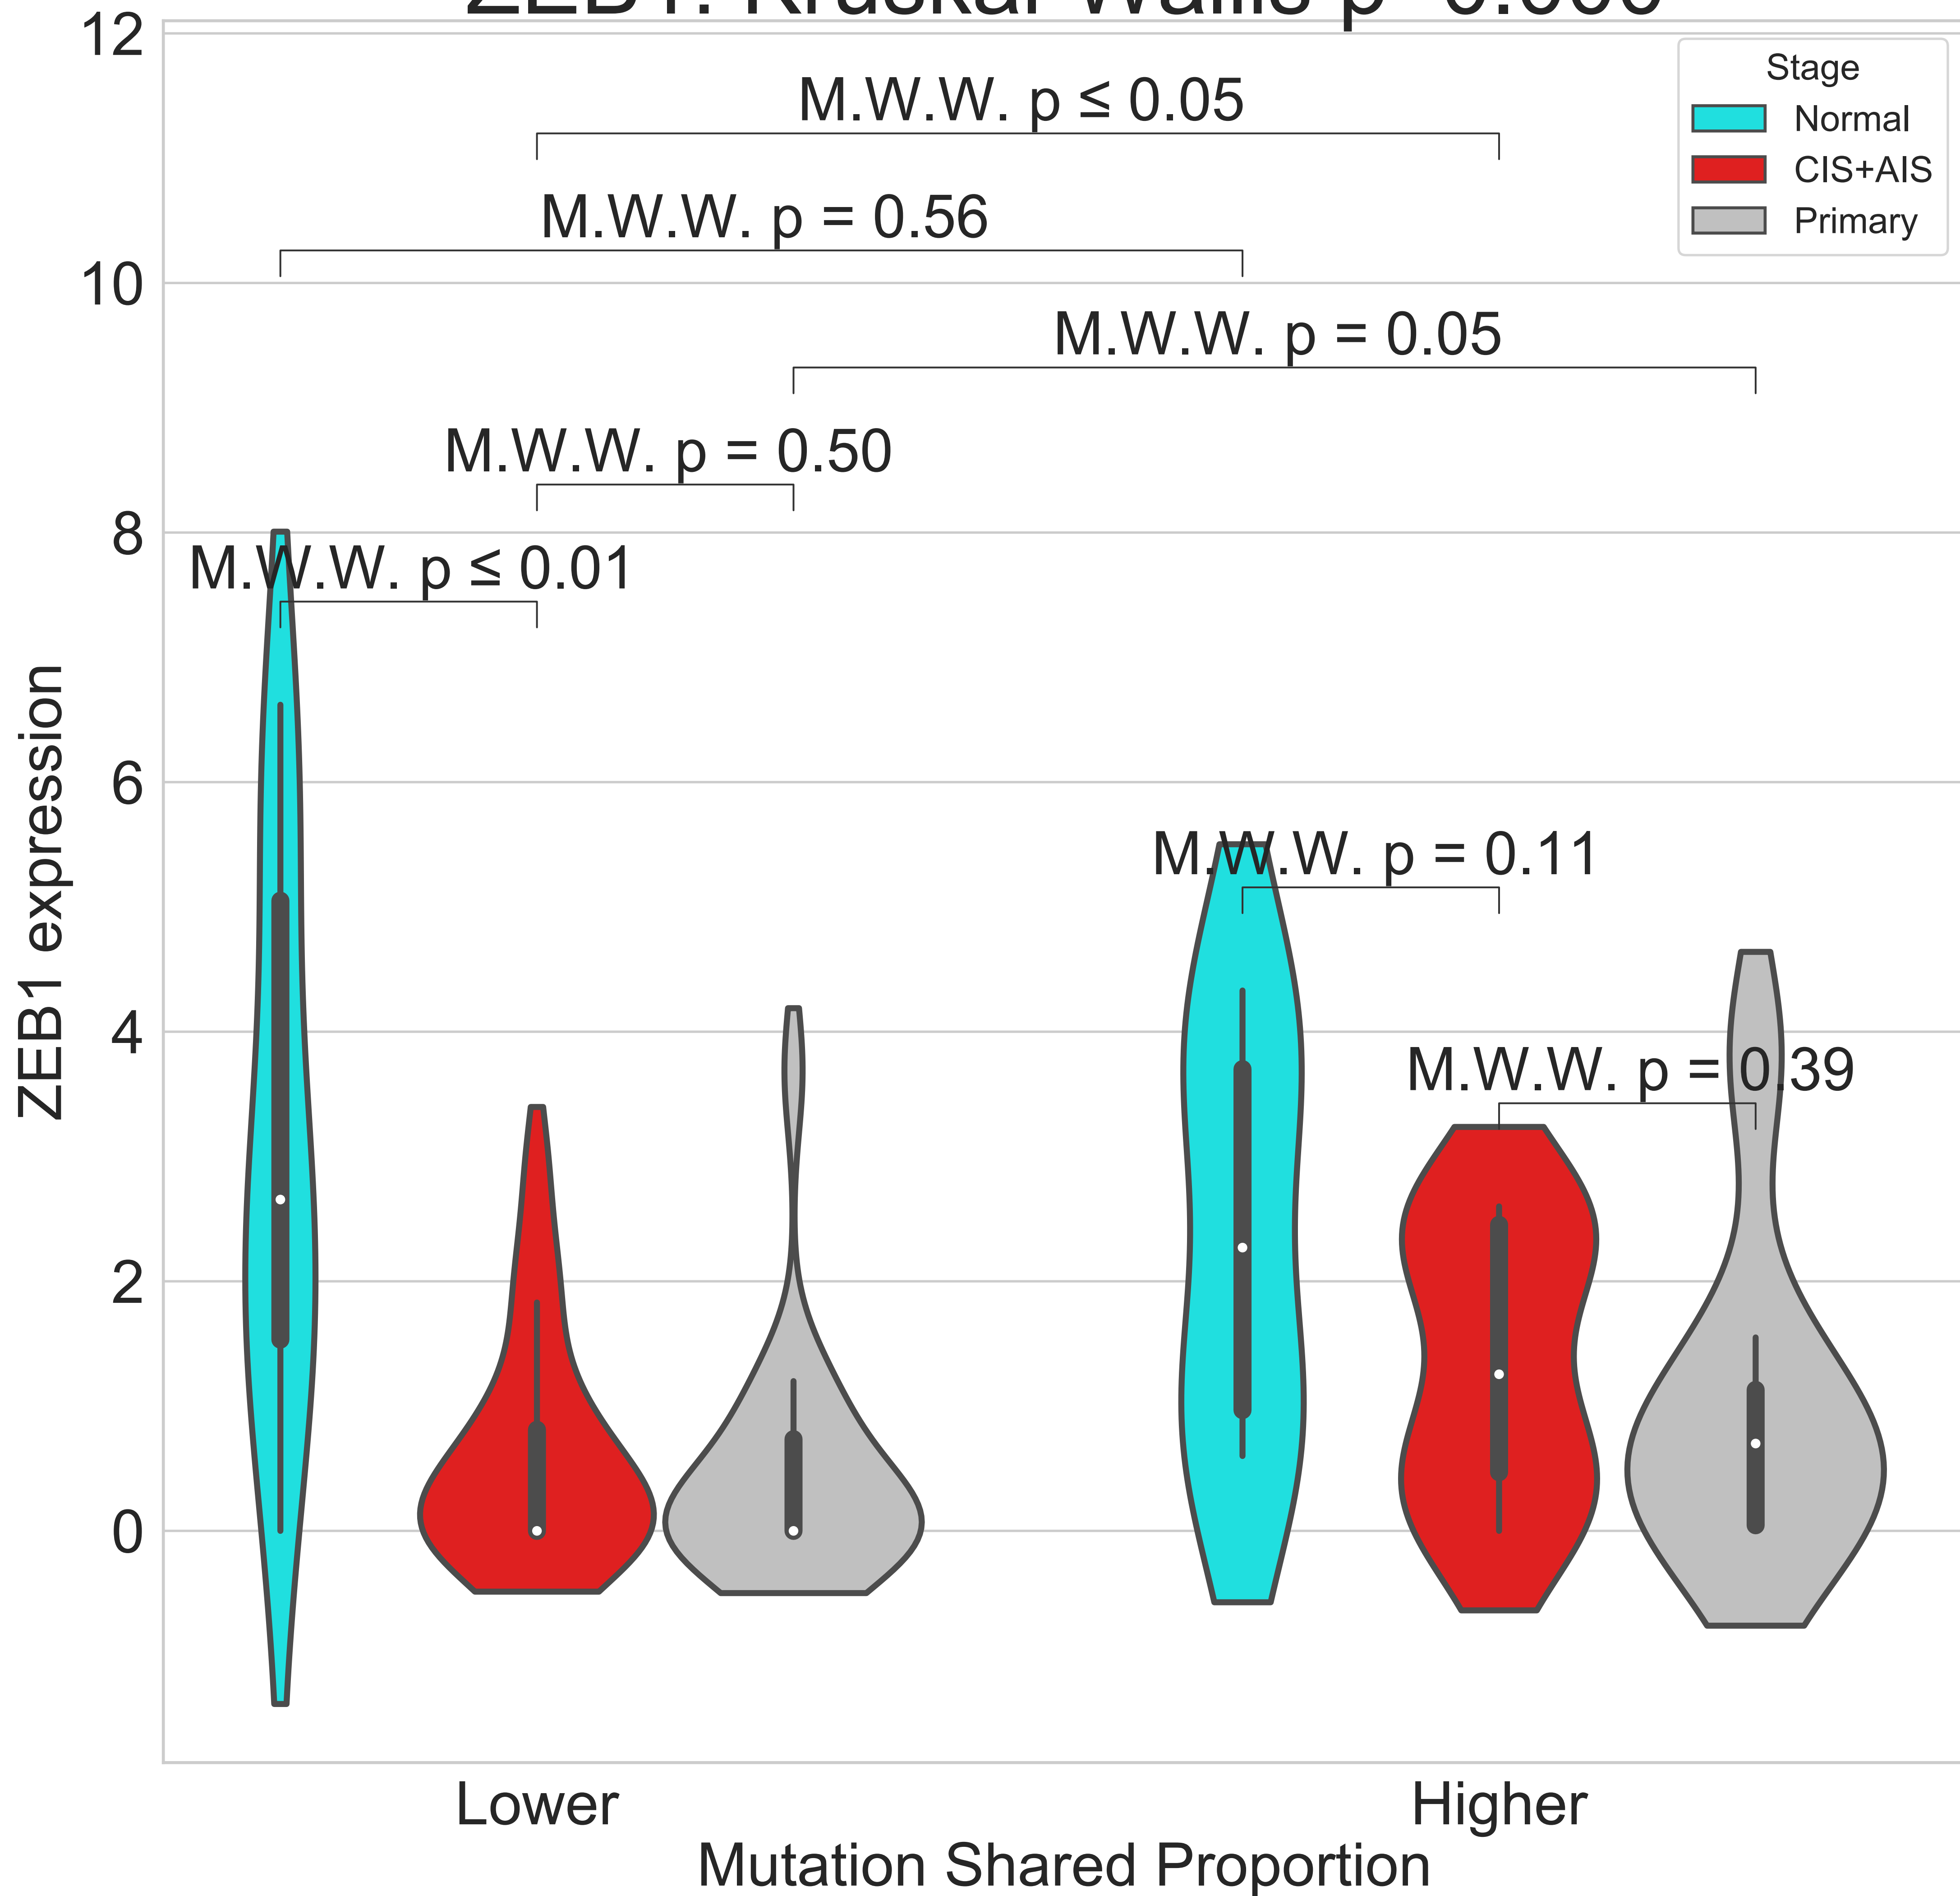 12
M.W.W. p ≤ 0.05
Stage
Normal
CIS+AIS
Primary
M.W.W. p = 0.56
10
M.W.W. p = 0.05
M.W.W. p = 0.50
8
M.W.W. p ≤ 0.01
6
M.W.W. p = 0.11
4
M.W.W. p = 0.39
2
0
ZEB1 expression
Lower
Higher
Mutation Shared Proportion